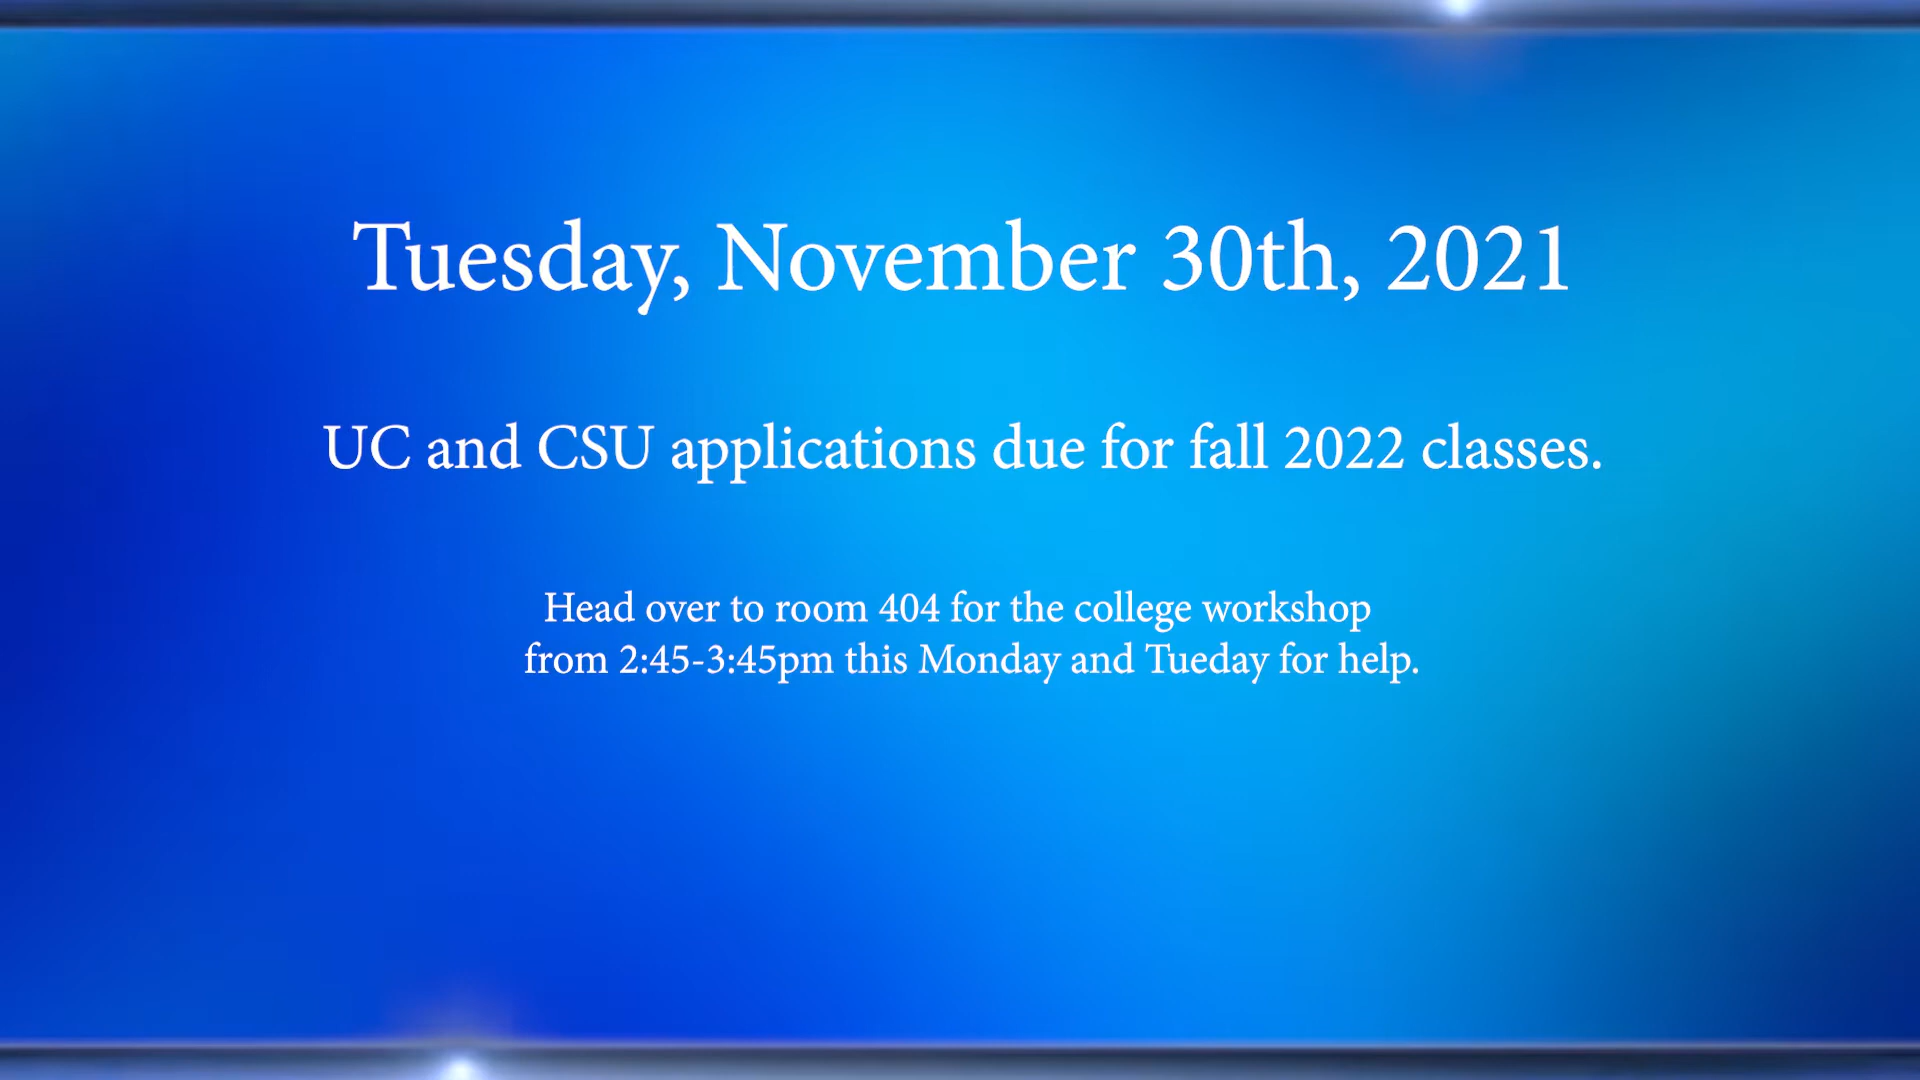 Tuesday, November 30th, 2021
UC and CSU applications due for fall 2022 classes.
Head over to room 404 for the college workshop
from 2:45-3:45pm this Monday and Tueday for help.